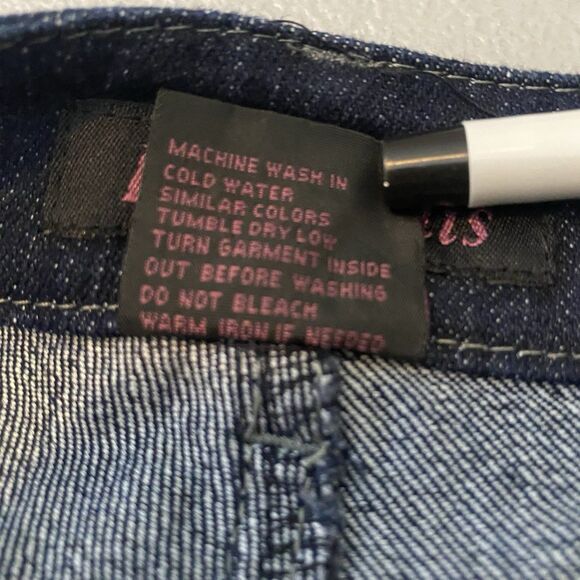 MACHINE WASH IN
COLD WATER
SIMILAR COLORS
TUMBLE DRY LOW
TURN GARMENT INSIDE
OUT BEFORE WASHING
DO NOT BLEACH
WARM IRON IF NEEDED